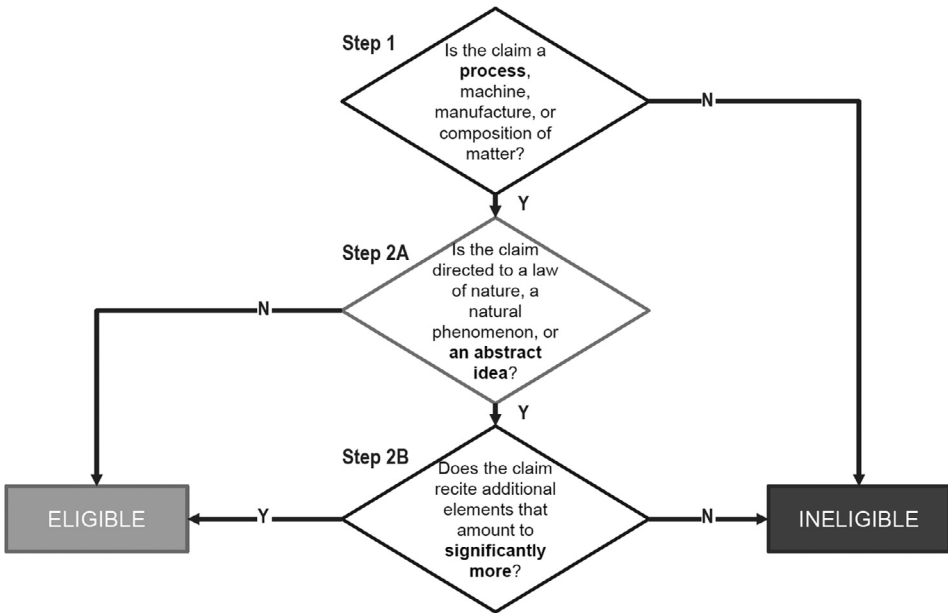 Step 1
Is the claim a
process,
machine,
manufacture, or
composition of
matter?
N
Y
Step 2A
Is the claim
directed to a law
of nature, a
natural
phenomenon, or
an abstract
idea?
N
Y
Step 2B
Does the claim
recite additional
elements that
amount to
significantly
more?
Y
N
ELIGIBLE
INELIGIBLE